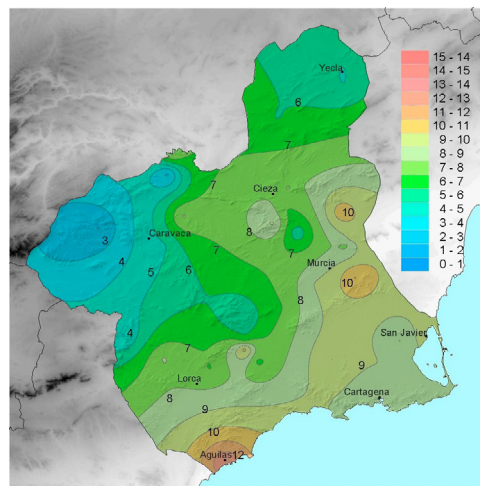 Yecla
6
7
7
Cieza
10
8
3
Caravaca
7
7
4
5
6
Murcia
10
8
4
San Javier
7
9
Lorca
8
Cartagena
9
10
Aguilas
12
15 - 14
14 - 15
13 - 14
12 - 13
11 - 12
10 - 11
9 - 10
8 - 9
7 - 8
6 - 7
5 - 6
4 - 5
3 - 4
2 - 3
1 - 2
0 - 1